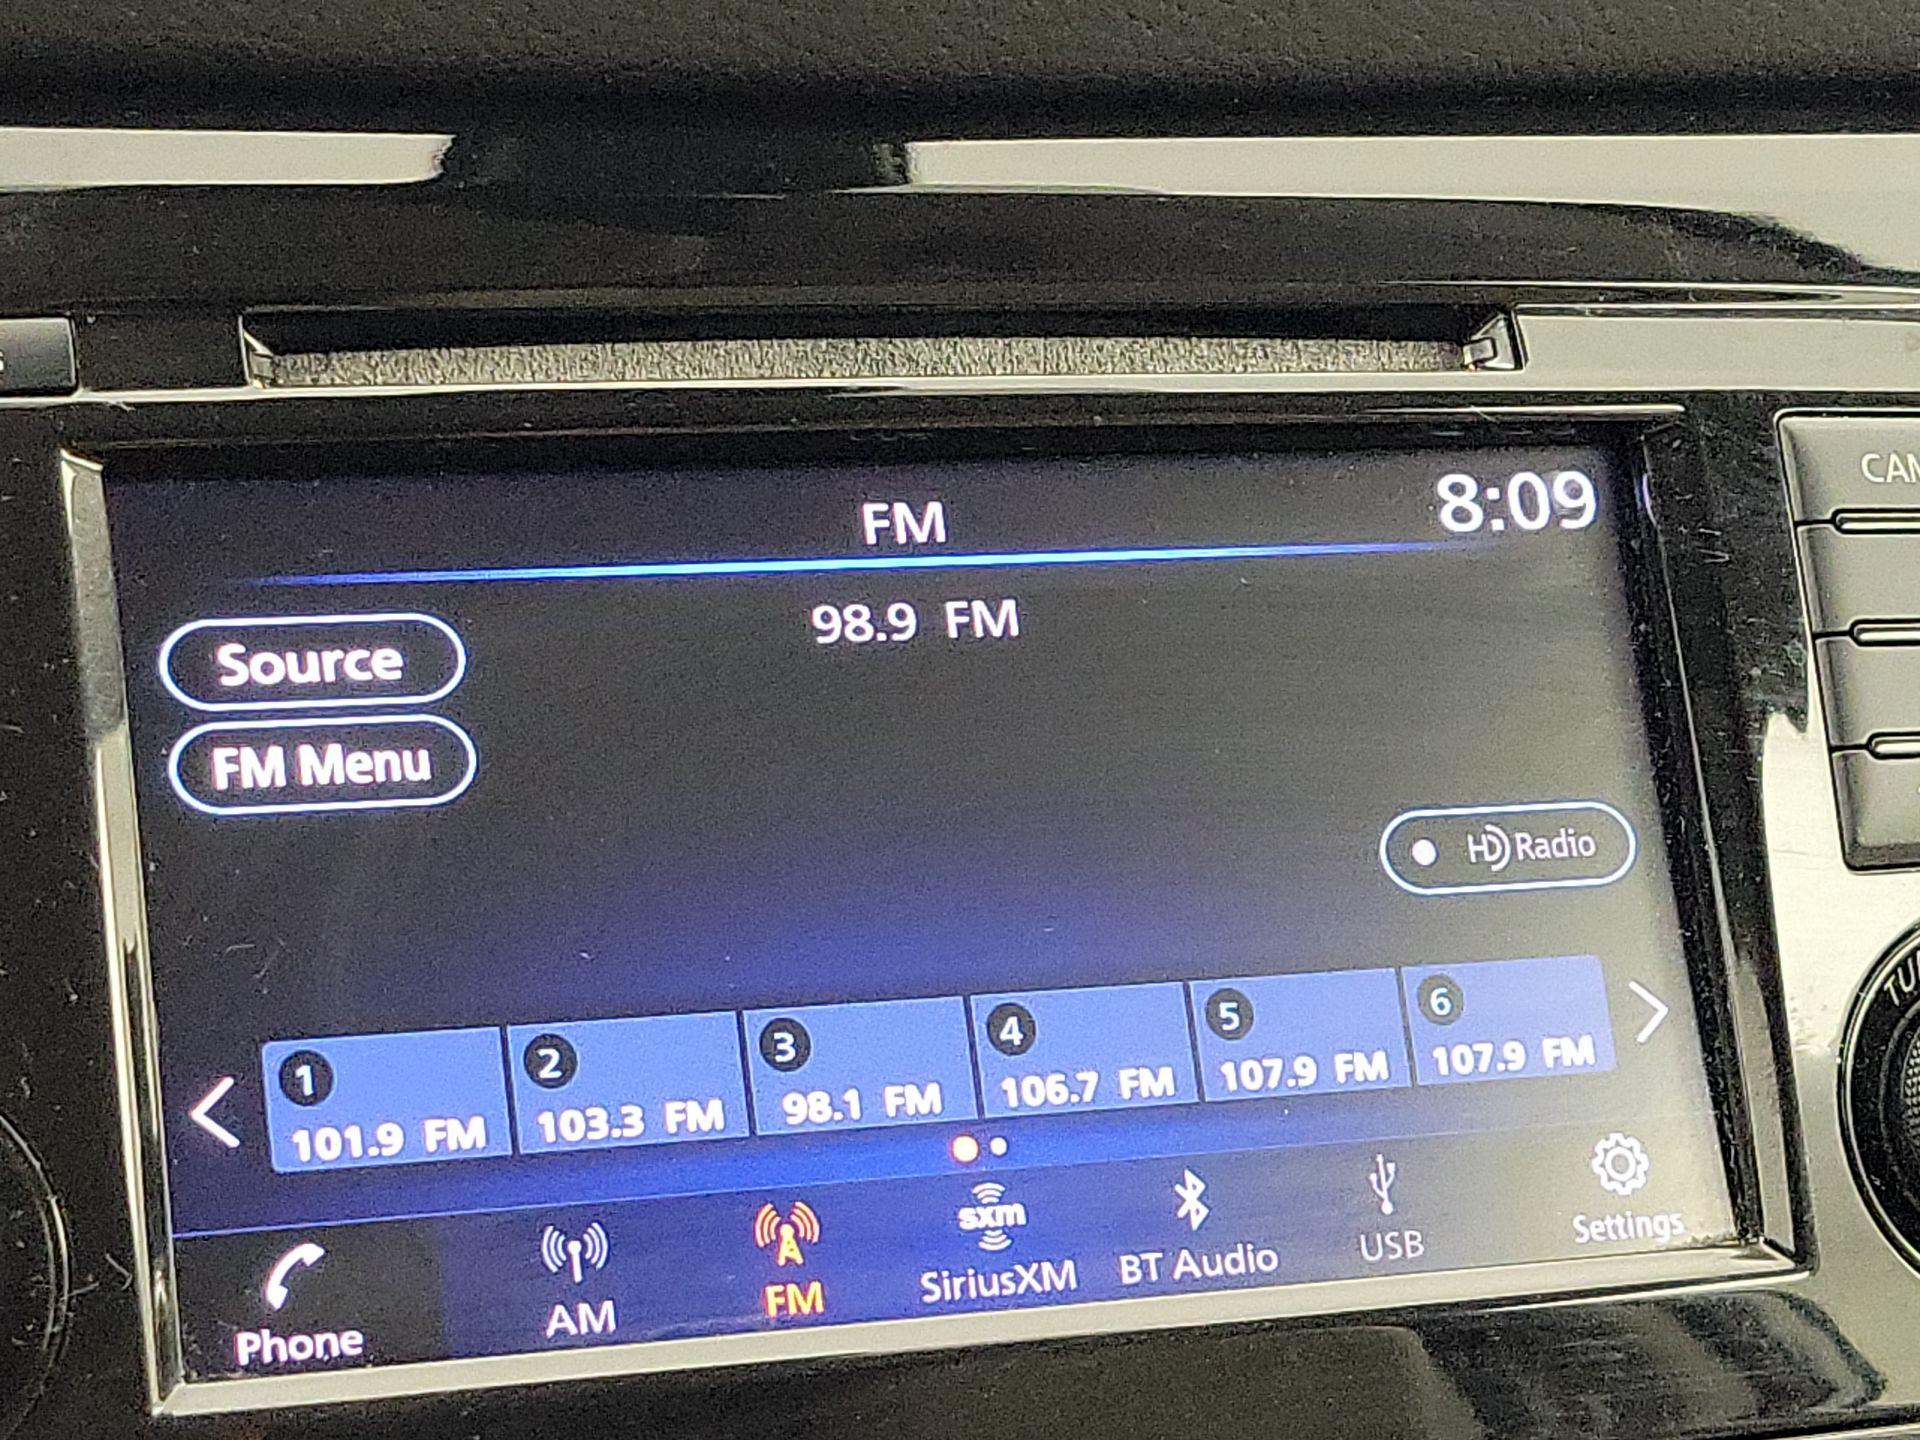 FM
8:09
98.9 FM
Source
FM Menu
HD Radio
1
2
3
4
5
6
101.9 FM
103.3 FM
98.1 FM
106.7 FM
107.9 FM
107.9 FM
Phone
AM
FM
sxm
SiriusXM
BT Audio
USB
Settings